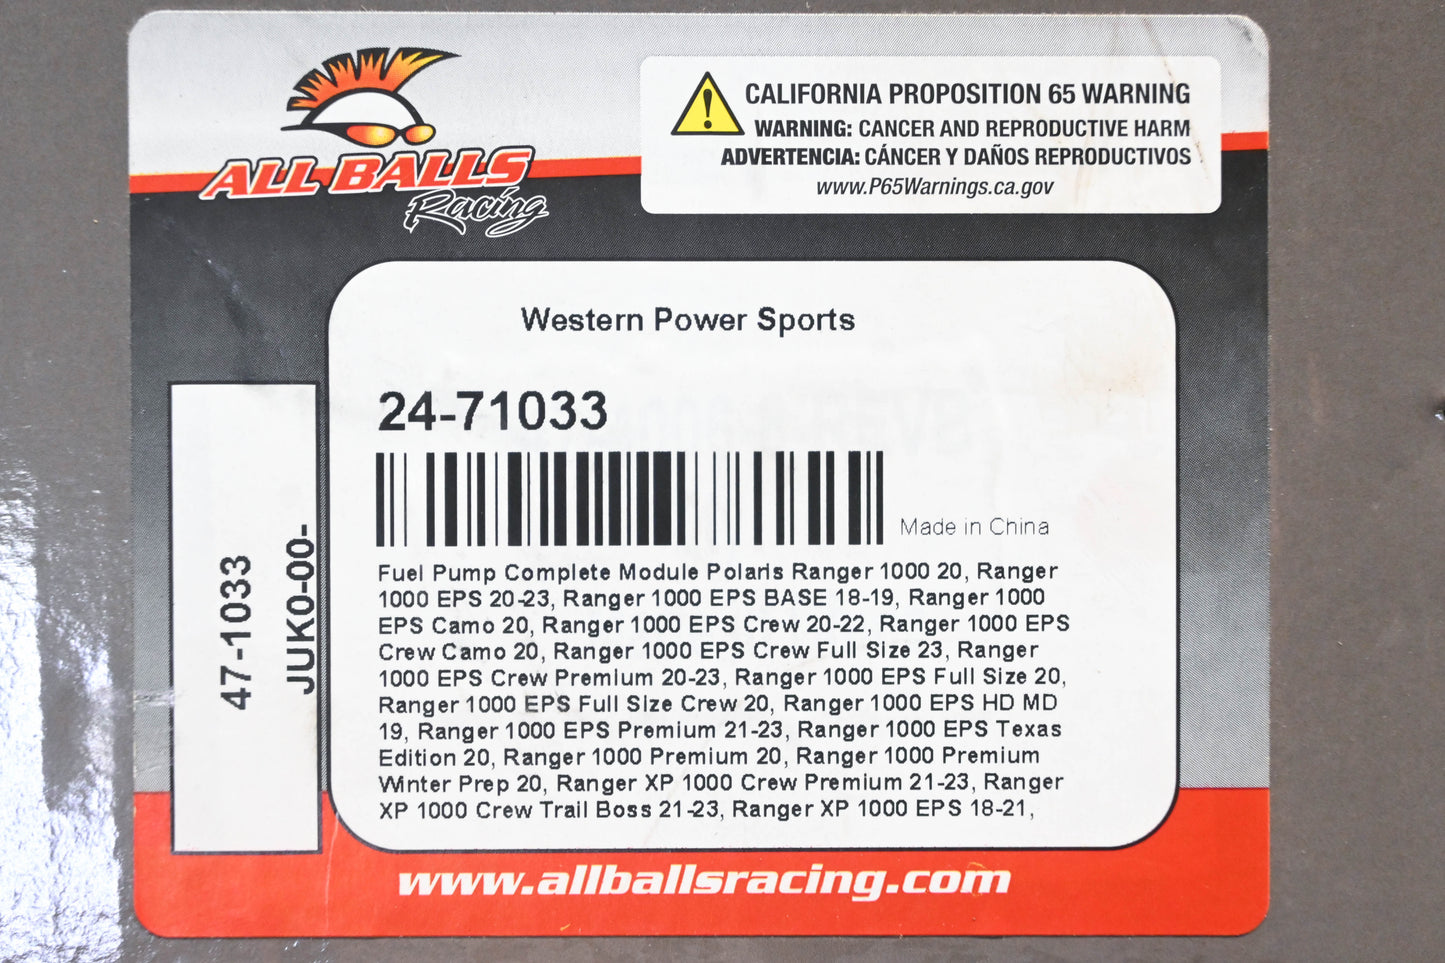 ALL BALLS
Racing
CALIFORNIA PROPOSITION 65 WARNING
WARNING: CANCER AND REPRODUCTIVE HARM
ADVERTENCIA: CÁNCER Y DAÑOS REPRODUCTIVOS
www.P65Warnings.ca.gov
Western Power Sports
24-71033
Made in China
Fuel Pump Complete Module Polaris Ranger 1000 20, Ranger
1000 EPS 20-23, Ranger 1000 EPS BASE 18-19, Ranger 1000
EPS Camo 20, Ranger 1000 EPS Crew 20-22, Ranger 1000 EPS
Crew Camo 20, Ranger 1000 EPS Crew Full Size 23, Ranger
1000 EPS Crew Premium 20-23, Ranger 1000 EPS Full Size 20,
Ranger 1000 EPS Full Size Crew 20, Ranger 1000 EPS HD MD
19, Ranger 1000 EPS Premium 21-23, Ranger 1000 EPS Texas
Edition 20, Ranger 1000 Premium 20, Ranger 1000 Premium
Winter Prep 20, Ranger XP 1000 Crew Premium 21-23, Ranger
XP 1000 Crew Trail Boss 21-23, Ranger XP 1000 EPS 18-21,
47-1033
JUK0-00-
www.allballsracing.com